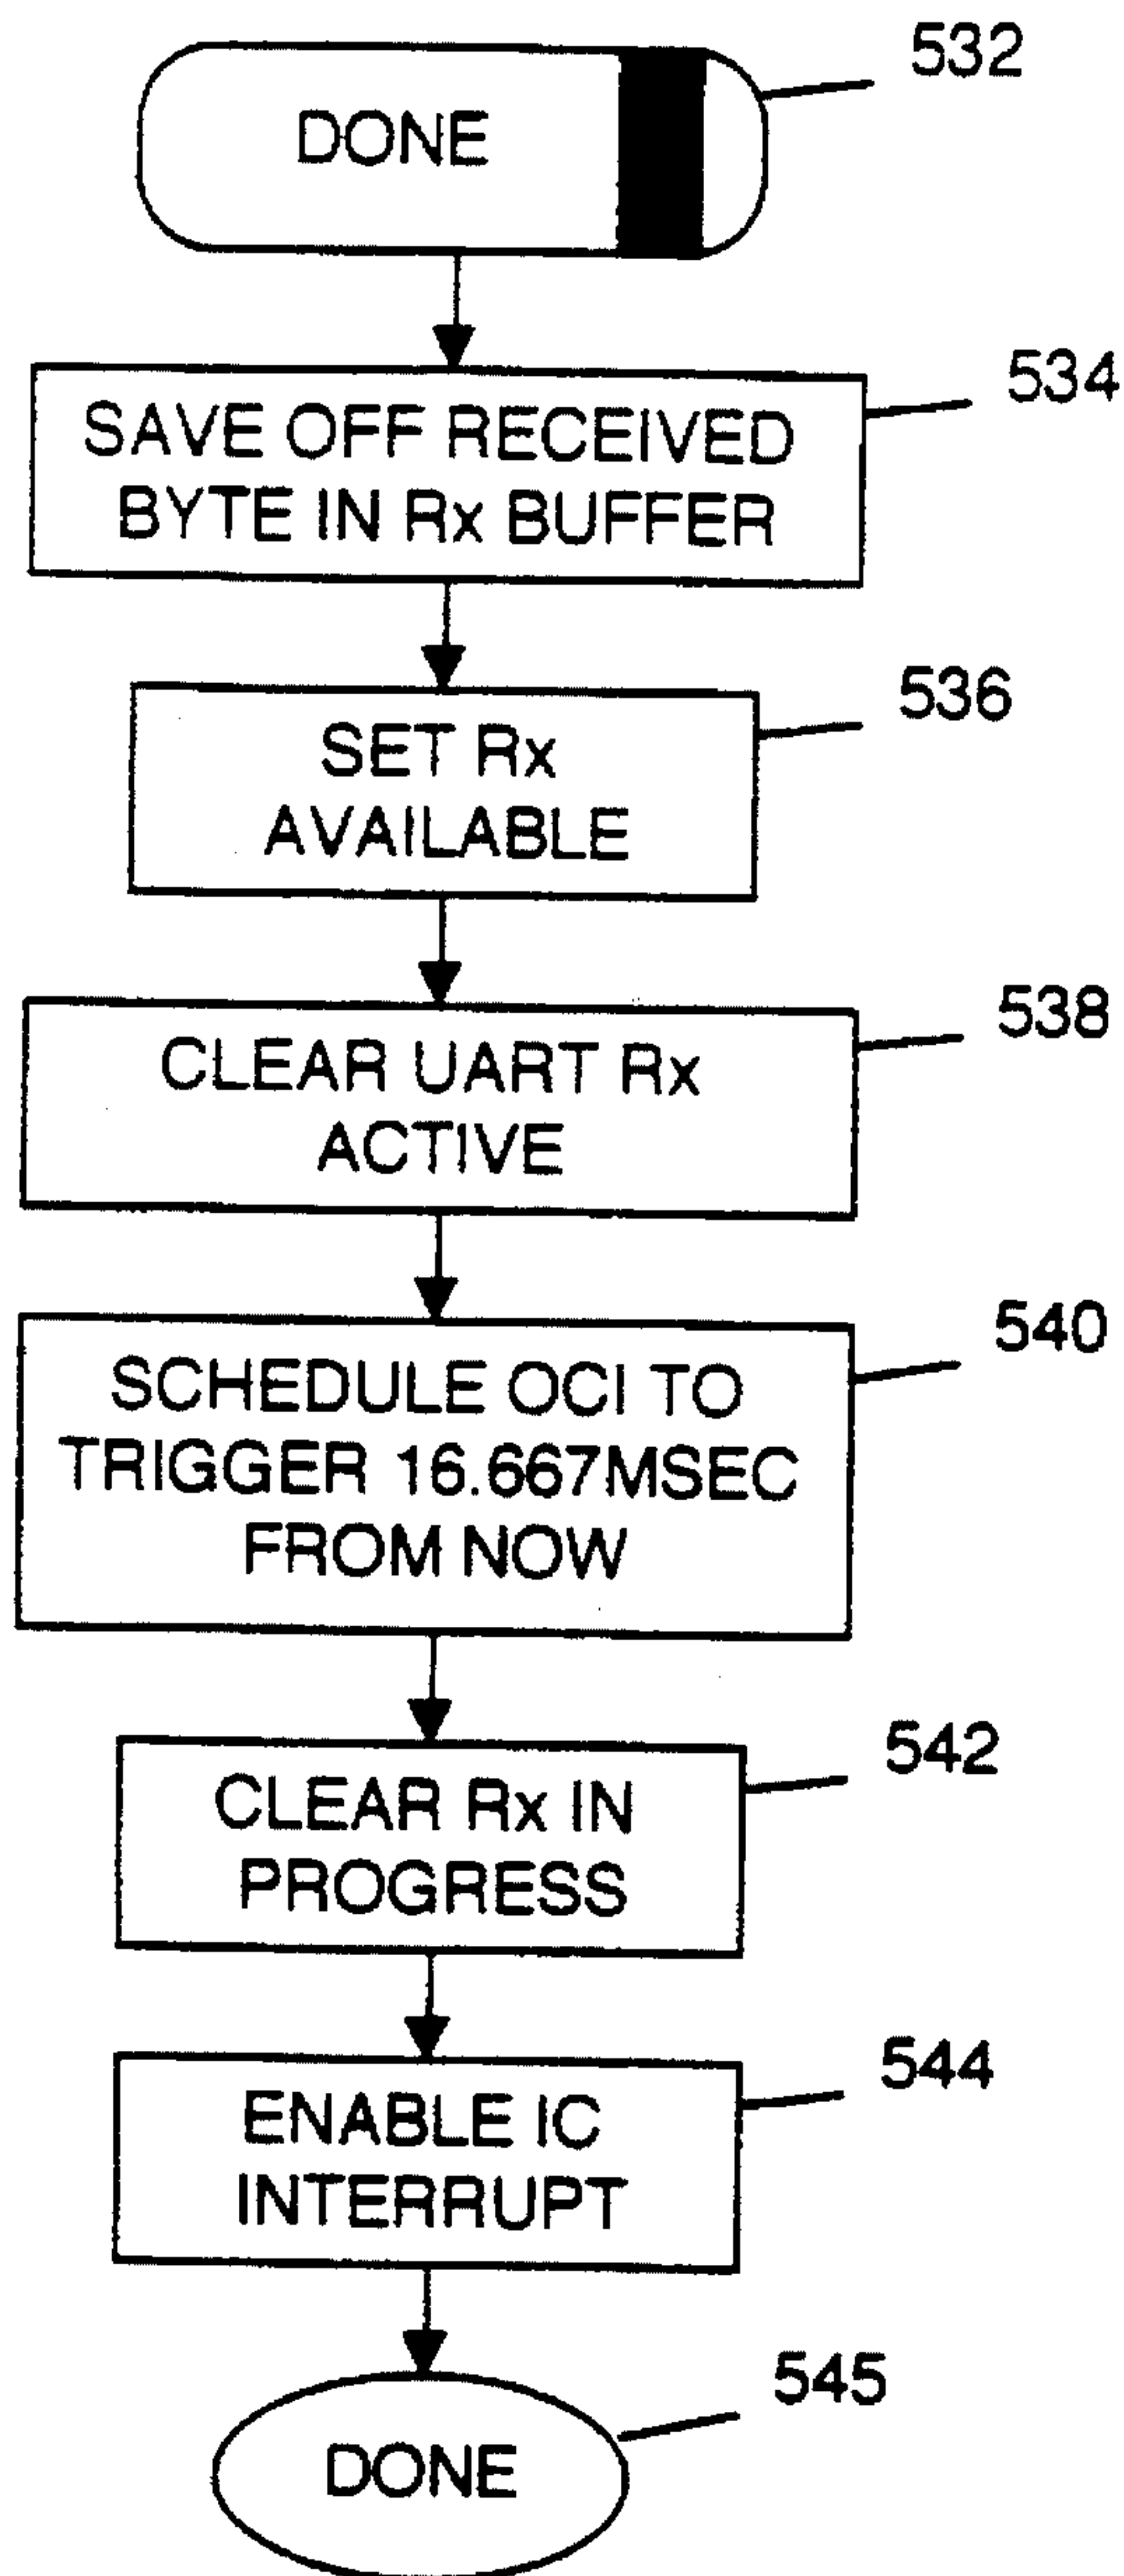 532
DONE
534
SAVE OFF RECEIVED
BYTE IN Rx BUFFER
536
SET Rx
AVAILABLE
538
CLEAR UART Rx
ACTIVE
540
SCHEDULE OCI TO
TRIGGER 16.667MSEC
FROM NOW
542
CLEAR Rx IN
PROGRESS
544
ENABLE IC
INTERRUPT
545
DONE